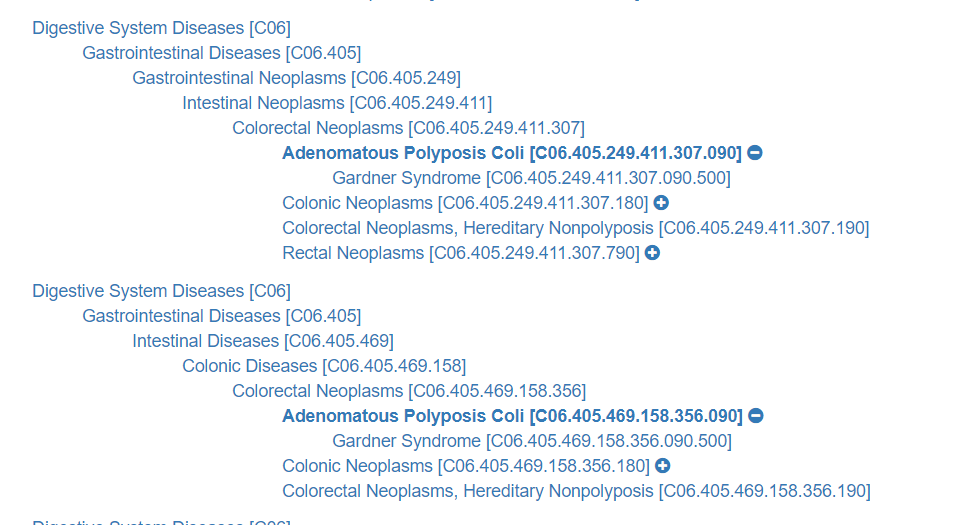 Digestive System Diseases [C06]
Gastrointestinal Diseases [C06.405]
Gastrointestinal Neoplasms [C06.405.249]
Intestinal Neoplasms [C06.405.249.411]
Colorectal Neoplasms [C06.405.249.411.307]
Adenomatous Polyposis Coli [C06.405.249.411.307.090]
Gardner Syndrome [C06.405.249.411.307.090.500]
Colonic Neoplasms [C06.405.249.411.307.180]
Colorectal Neoplasms, Hereditary Nonpolyposis [C06.405.249.411.307.190]
Rectal Neoplasms [C06.405.249.411.307.790]
Digestive System Diseases [C06]
Gastrointestinal Diseases [C06.405]
Intestinal Diseases [C06.405.469]
Colonic Diseases [C06.405.469.158]
Colorectal Neoplasms [C06.405.469.158.356]
Adenomatous Polyposis Coli [C06.405.469.158.356.090]
Gardner Syndrome [C06.405.469.158.356.090.500]
Colonic Neoplasms [C06.405.469.158.356.180]
Colorectal Neoplasms, Hereditary Nonpolyposis [C06.405.469.158.356.190]
Digestive System Diseases [C06]